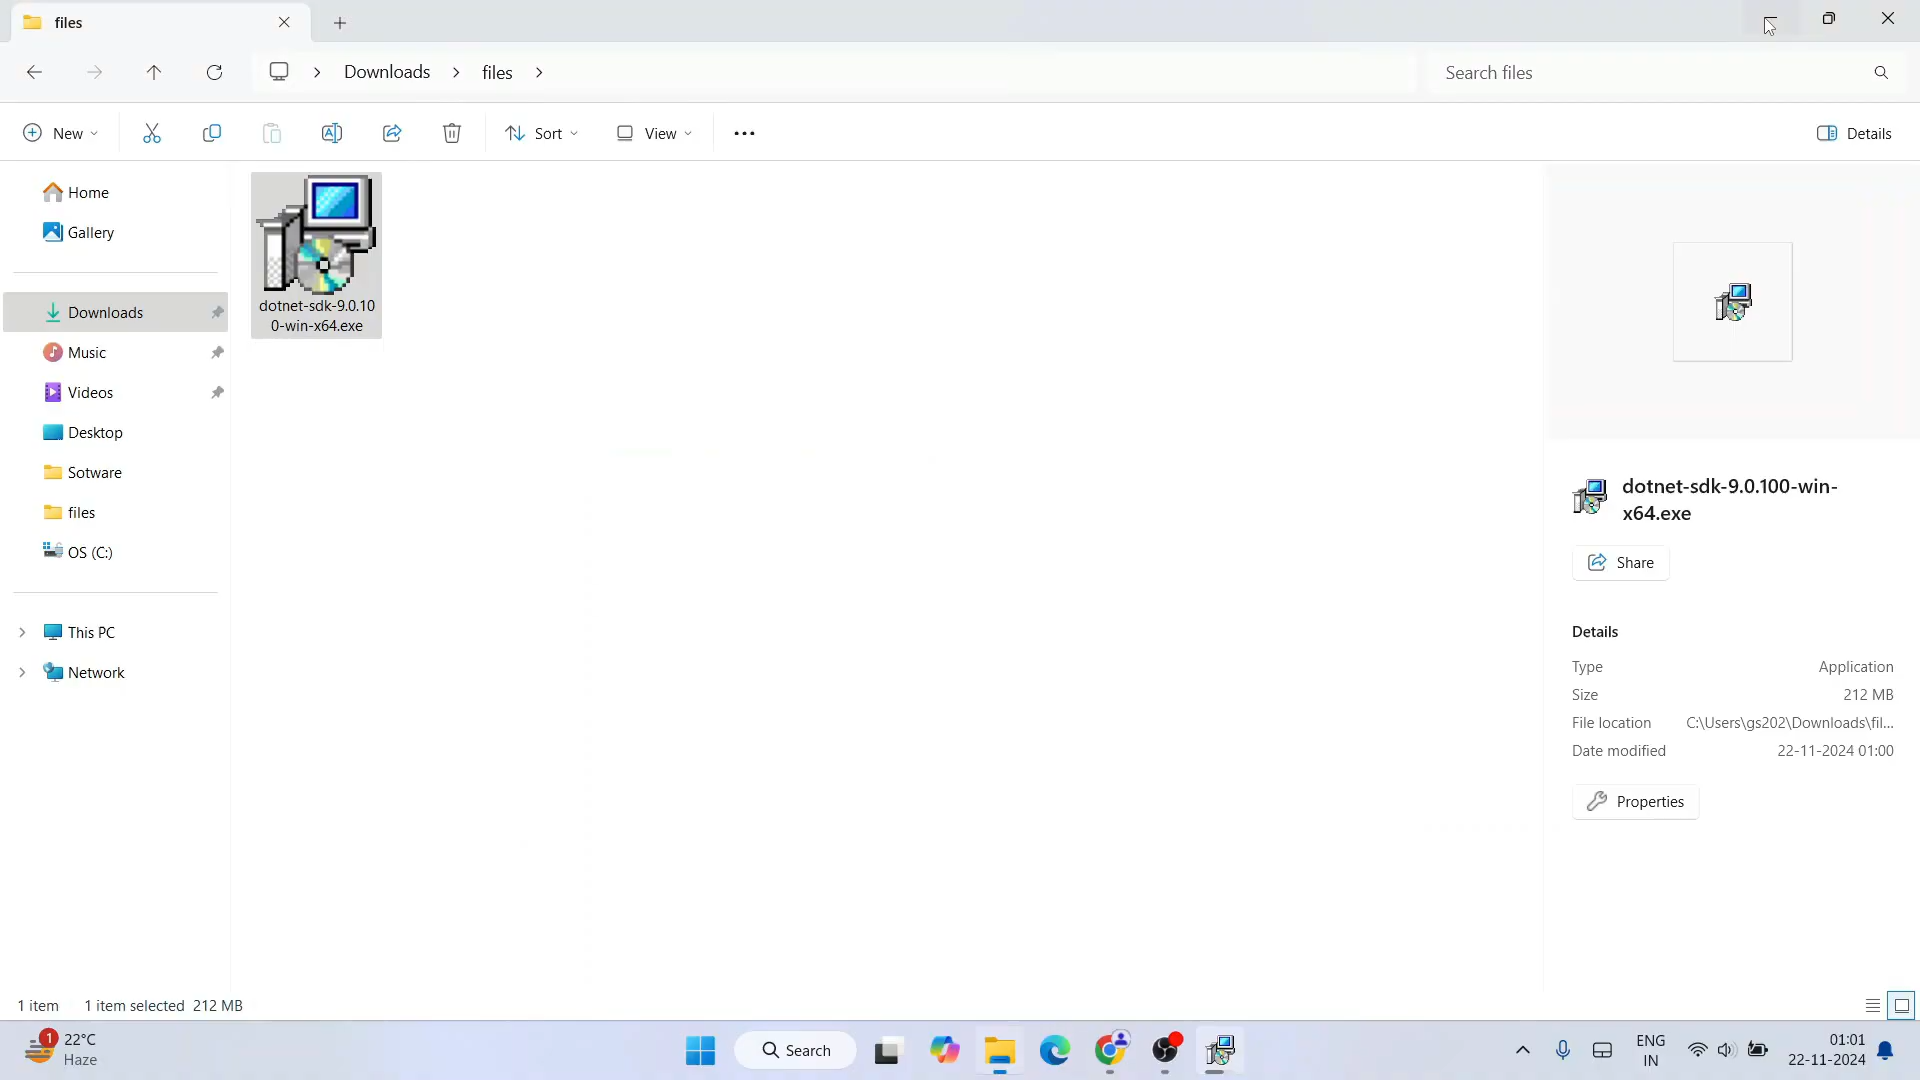 files
Downloads
files
Search files
New
Sort
View
Details
Home
Gallery
Downloads
Music
Videos
Desktop
Sotware
files
OS (C:)
This PC
Network
dotnet-sdk-9.0.10
0-win-x64.exe
dotnet-sdk-9.0.100-win-
x64.exe
Share
Details
Type Application
Size 212 MB
File location C:\Users\gs202\Downloads\fil...
Date modified 22-11-2024 01:00
Properties
1 item 1 item selected 212 MB
1
22°C
Haze
Search
ENG
IN
01:01
22-11-2024